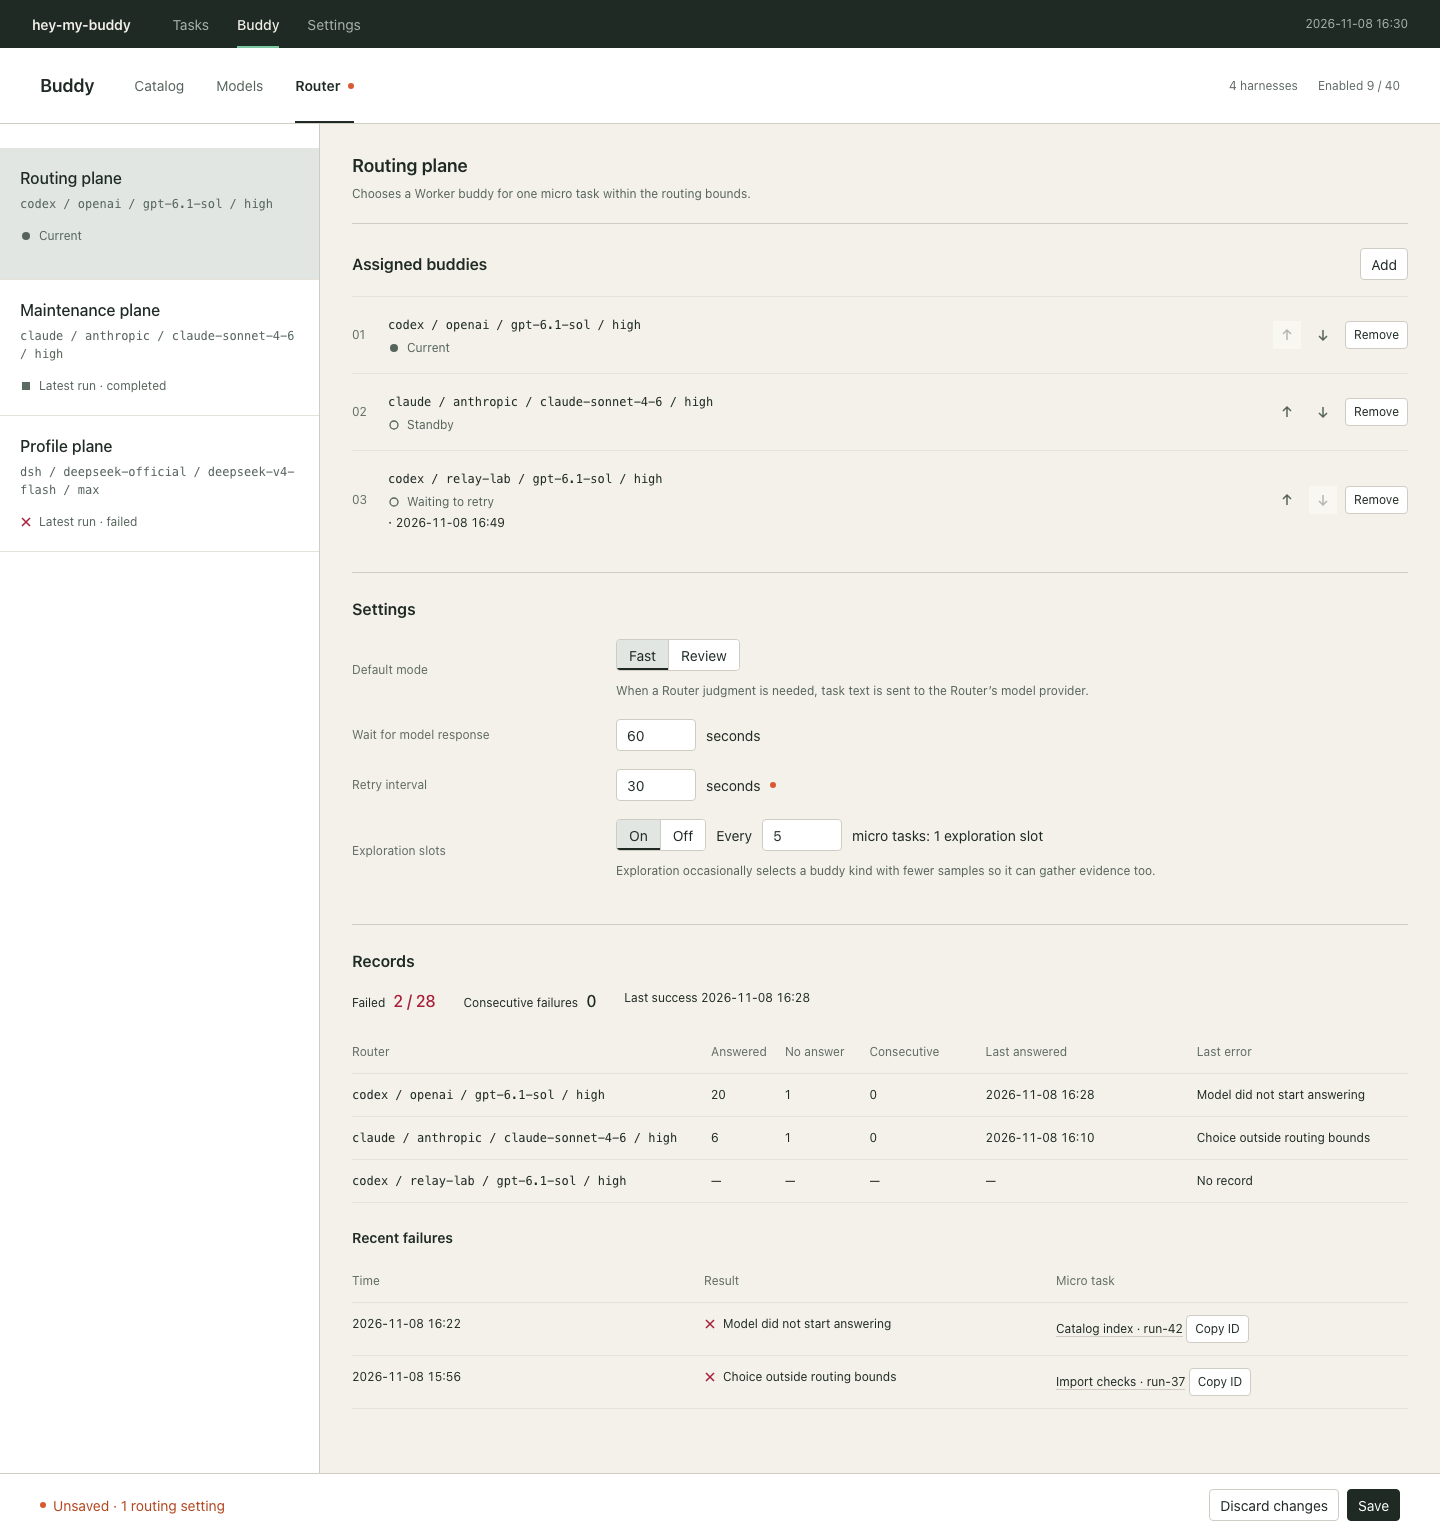 hey-my-buddy Tasks Buddy Settings 2026-11-08 16:30
Buddy Catalog Models Router 4 harnesses Enabled 9 / 40
Routing plane
codex / openai / gpt-6.1-sol / high
Current
Maintenance plane
claude / anthropic / claude-sonnet-4-6
/ high
Latest run · completed
Profile plane
dsh / deepseek-official / deepseek-v4-
flash / max
Latest run · failed
Routing plane
Chooses a Worker buddy for one micro task within the routing bounds.
Assigned buddies Add
01 codex / openai / gpt-6.1-sol / high
Current
↑ ↓ Remove
02 claude / anthropic / claude-sonnet-4-6 / high
Standby
↑ ↓ Remove
03 codex / relay-lab / gpt-6.1-sol / high
Waiting to retry
· 2026-11-08 16:49
↑ ↓ Remove
Settings
Default mode Fast Review
When a Router judgment is needed, task text is sent to the Router's model provider.
Wait for model response 60 seconds
Retry interval 30 seconds
Exploration slots On Off Every 5 micro tasks: 1 exploration slot
Exploration occasionally selects a buddy kind with fewer samples so it can gather evidence too.
Records
Failed 2 / 28 Consecutive failures 0 Last success 2026-11-08 16:28
Router Answered No answer Consecutive Last answered Last error
codex / openai / gpt-6.1-sol / high 20 1 0 2026-11-08 16:28 Model did not start answering
claude / anthropic / claude-sonnet-4-6 / high 6 1 0 2026-11-08 16:10 Choice outside routing bounds
codex / relay-lab / gpt-6.1-sol / high — — — — No record
Recent failures
Time Result Micro task
2026-11-08 16:22 Model did not start answering Catalog index · run-42 Copy ID
2026-11-08 15:56 Choice outside routing bounds Import checks · run-37 Copy ID
Unsaved · 1 routing setting Discard changes Save